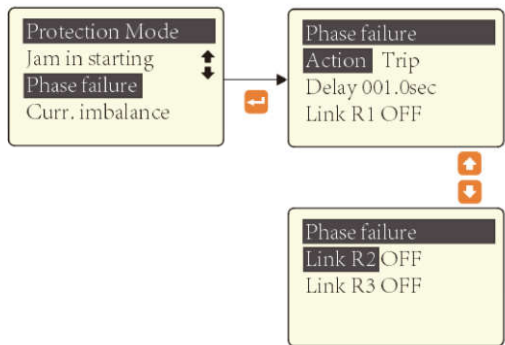 Protection Mode
Jam in starting
Phase failure
Curr. imbalance
Phase failure
Action Trip
Delay 001.0sec
Link R1 OFF
Phase failure
Link R2 OFF
Link R3 OFF